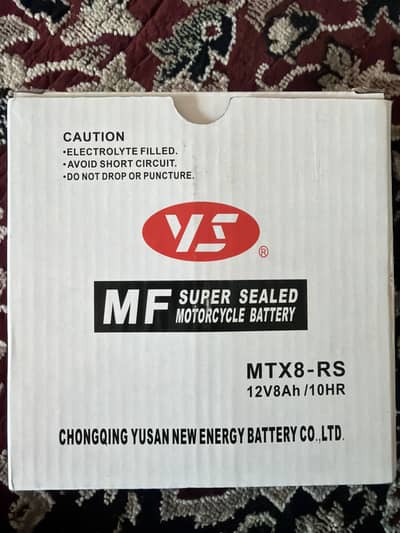 CAUTION
•ELECTROLYTE FILLED.
•AVOID SHORT CIRCUIT.
•DO NOT DROP OR PUNCTURE.
YS
®
MF SUPER SEALED
MOTORCYCLE BATTERY
MTX8-RS
12V8Ah /10HR
CHONGQING YUSAN NEW ENERGY BATTERY CO.,LTD.